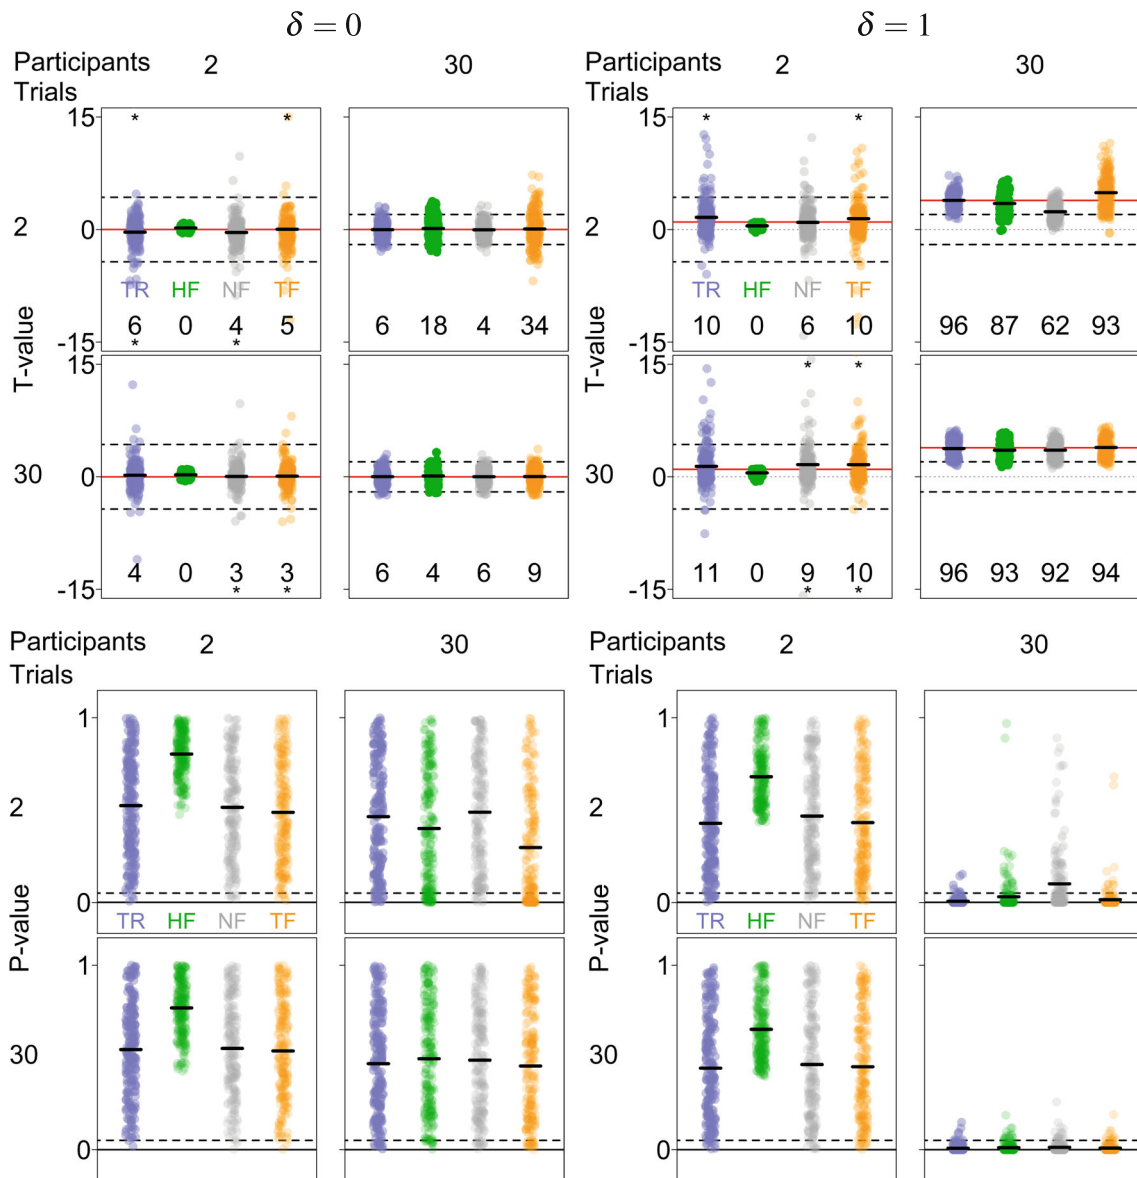 δ = 0 δ = 1
Participants 2 30 Participants 2 30
Trials Trials
15 * * 15 * *
2 0 2 0
TR HF NF TF TR HF NF TF
6 0 4 5 6 18 4 34 10 0 6 10 96 87 62 93
-15 * * -15
T-value T-value
15 15 * *
30 0 30 0
4 0 3 3 6 4 6 9 11 0 9 10 96 93 92 94
-15 * * -15 * *
Participants 2 30 Participants 2 30
Trials Trials
1 1
2 2
0 0
TR HF NF TF TR HF NF TF
P-value P-value
1 1
30 30
0 0